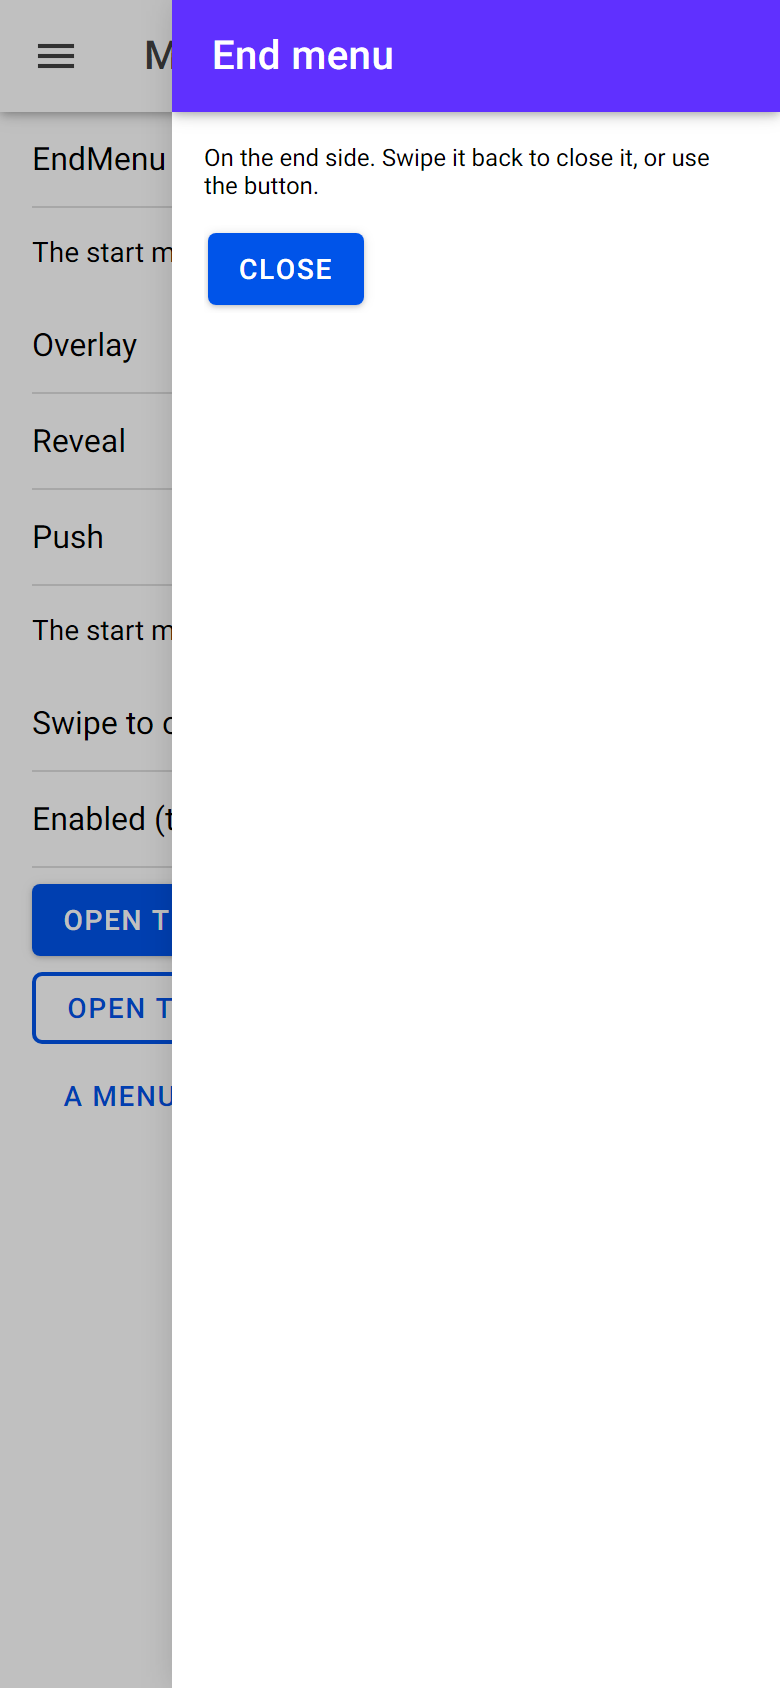 End menu
On the end side. Swipe it back to close it, or use
the button.
CLOSE
EndMenu
The start
Overlay
Reveal
Push
The start
Swipe to
Enabled
OPEN
OPEN
A MENU